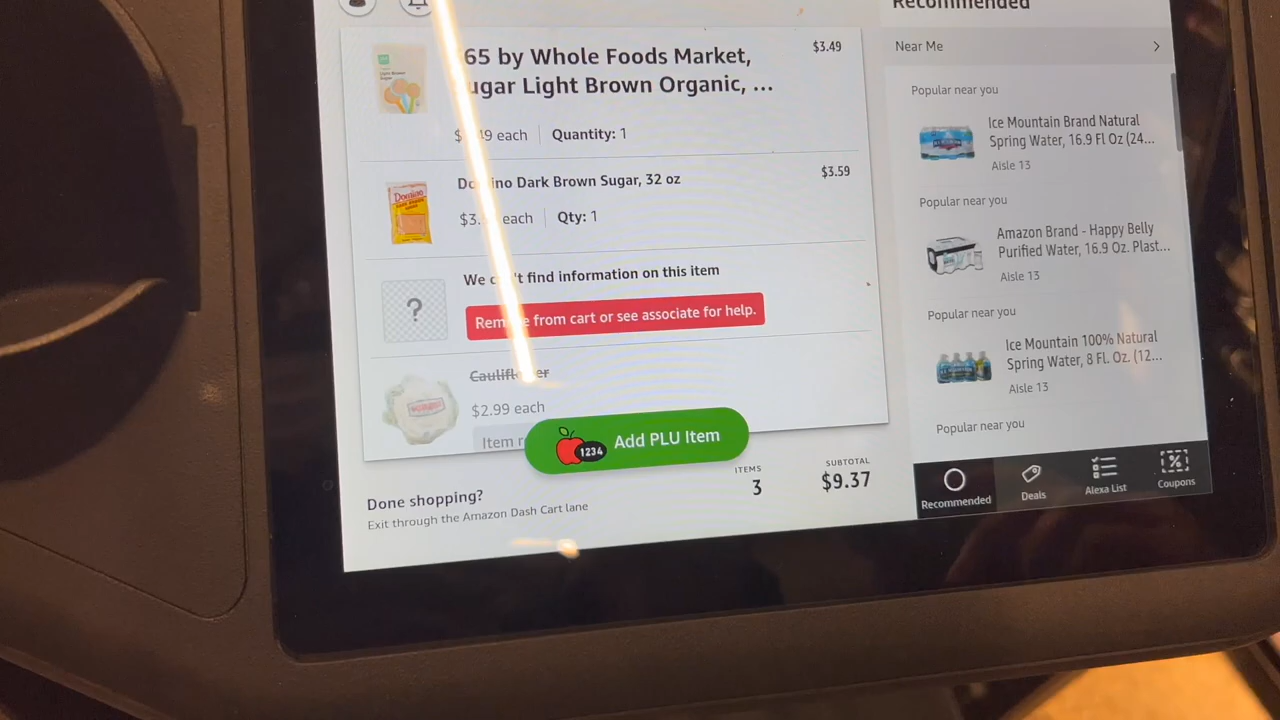 Recommended
65 by Whole Foods Market,
ugar Light Brown Organic, ...
$3.49
49 each
Quantity: 1
Domino
Domino Dark Brown Sugar, 32 oz
$3.59
each
Qty: 1
We can't find information on this item
?
Remove from cart or see associate for help.
Cauliflower
$2.99 each
Item r
1234
Add PLU Item
Done shopping?
Exit through the Amazon Dash Cart lane
ITEMS
3
SUBTOTAL
$9.37
Near Me
Popular near you
Ice Mountain Brand Natural
Spring Water, 16.9 Fl Oz (24...
Aisle 13
Popular near you
Amazon Brand - Happy Belly
Purified Water, 16.9 Oz. Plast...
Aisle 13
Popular near you
Ice Mountain 100% Natural
Spring Water, 8 Fl. Oz. (12...
Aisle 13
Popular near you
Recommended
Deals
Alexa List
Coupons